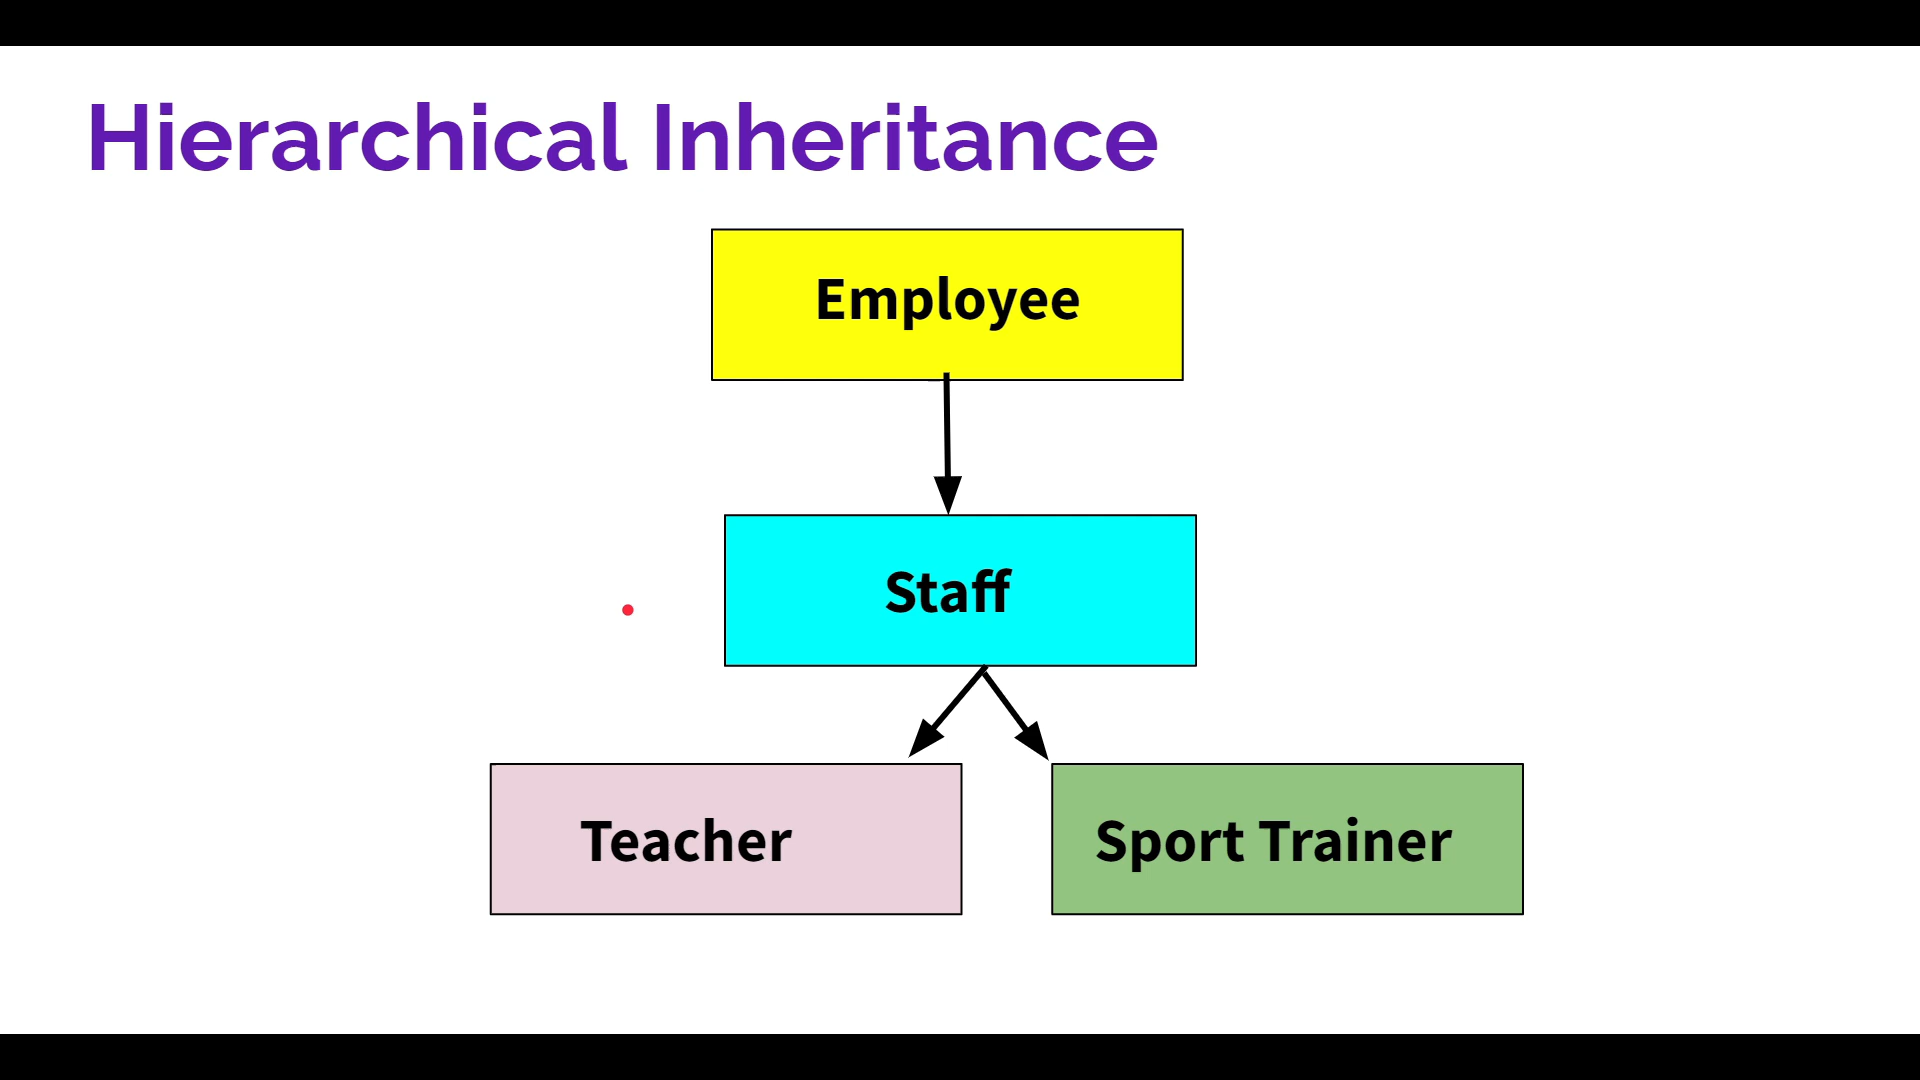 Hierarchical Inheritance
Employee
Staff
Teacher
Sport Trainer